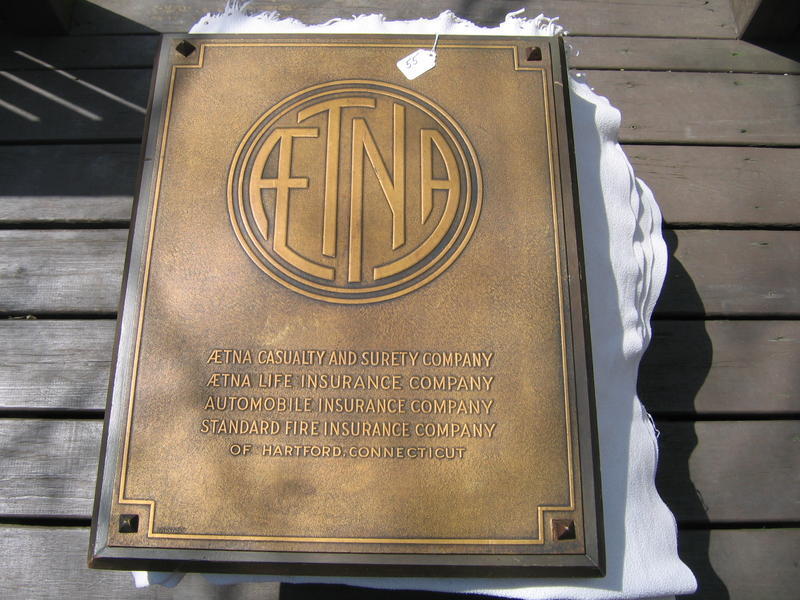 55
ÆTNA
ÆTNA CASUALTY AND SURETY COMPANY
ÆTNA LIFE INSURANCE COMPANY
AUTOMOBILE INSURANCE COMPANY
STANDARD FIRE INSURANCE COMPANY
OF HARTFORD, CONNECTICUT